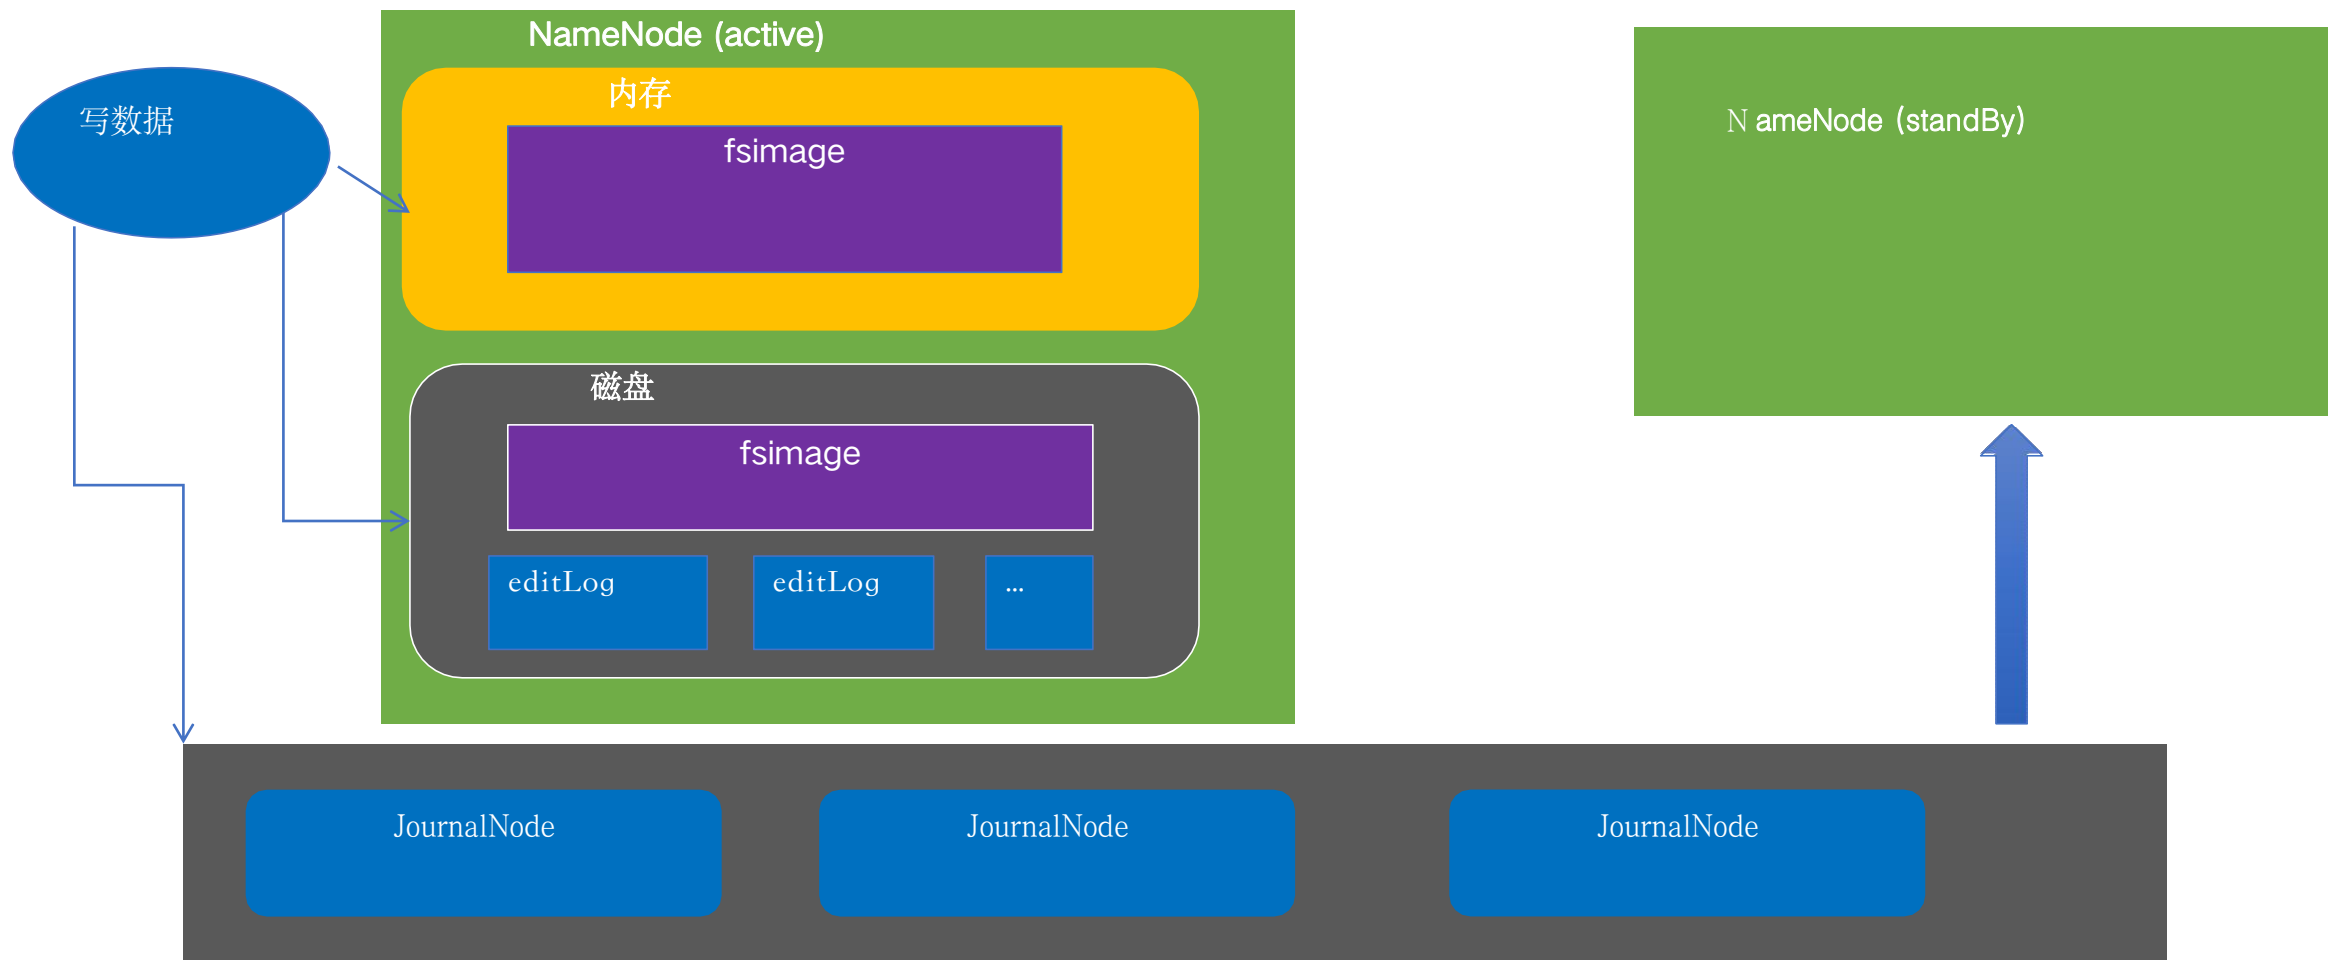 NameNode (active)
内存
写数据
fsimage
N ameNode (standBy)
磁盘
fsimage
editLog
editLog
...
JournalNode
JournalNode
JournalNode